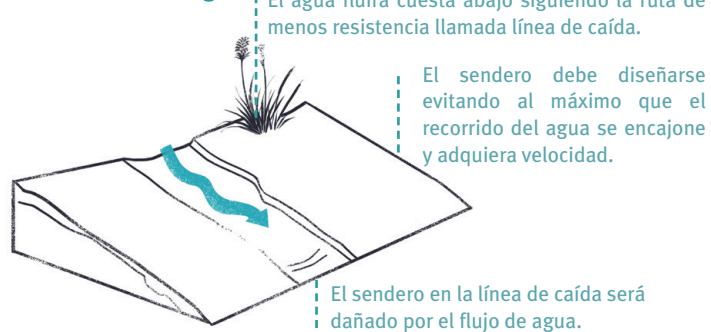 El agua fluirá cuesta abajo siguiendo la ruta de
menos resistencia llamada línea de caída.
El sendero debe diseñarse
evitando al máximo que el
recorrido del agua se encajone
y adquiera velocidad.
El sendero en la línea de caída será
dañado por el flujo de agua.